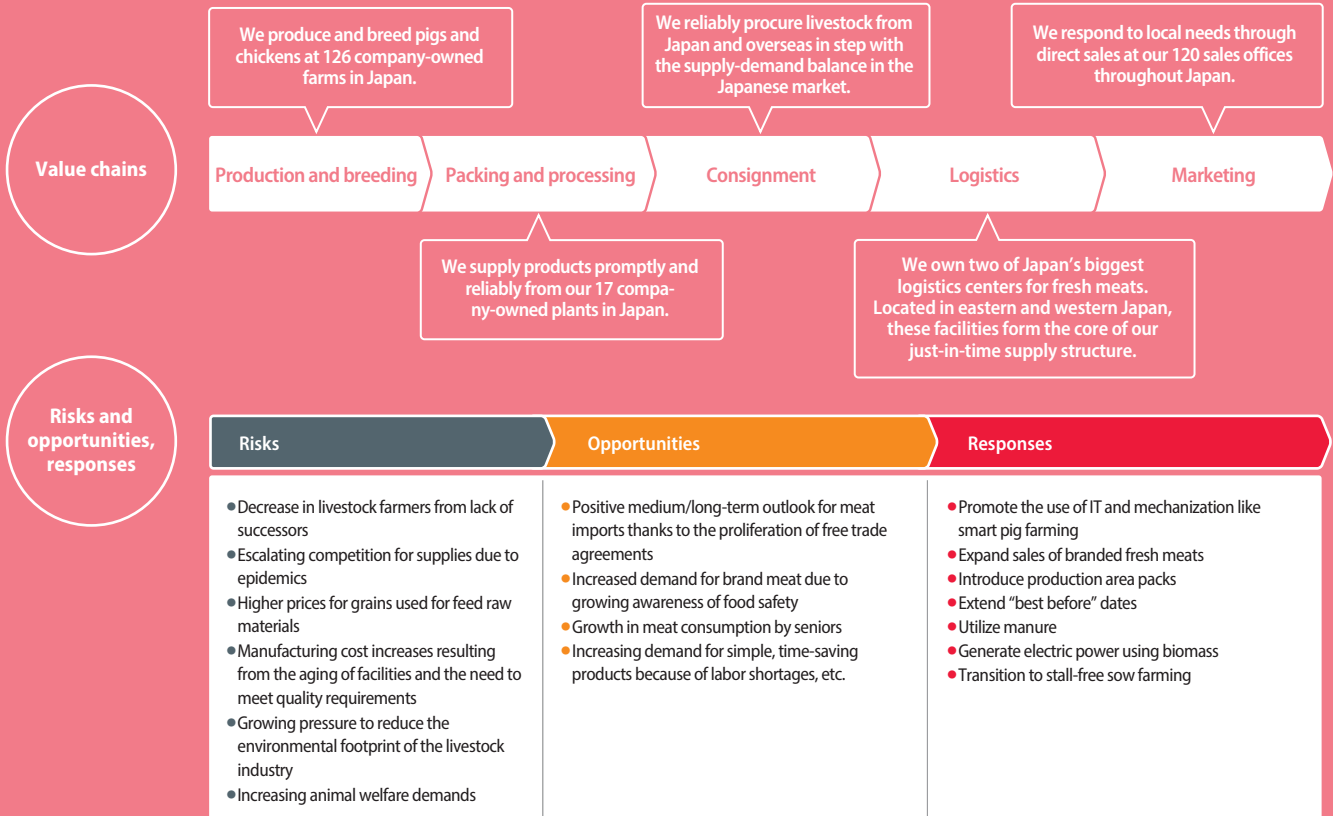 We produce and breed pigs and
chickens at 126 company-owned
farms in Japan.
We reliably procure livestock from
Japan and overseas in step with
the supply-demand balance in the
Japanese market.
We respond to local needs through
direct sales at our 120 sales offices
throughout Japan.
Value chains
Production and breeding
Packing and processing
Consignment
Logistics
Marketing
We supply products promptly and
reliably from our 17 compa-
ny-owned plants in Japan.
We own two of Japan’s biggest
logistics centers for fresh meats.
Located in eastern and western Japan,
these facilities form the core of our
just-in-time supply structure.
Risks and
opportunities,
responses
Risks
●Decrease in livestock farmers from lack of
successors
●Escalating competition for supplies due to
epidemics
●Higher prices for grains used for feed raw
materials
●Manufacturing cost increases resulting
from the aging of facilities and the need to
meet quality requirements
●Growing pressure to reduce the
environmental footprint of the livestock
industry
●Increasing animal welfare demands
Opportunities
●Positive medium/long-term outlook for meat
imports thanks to the proliferation of free trade
agreements
●Increased demand for brand meat due to
growing awareness of food safety
●Growth in meat consumption by seniors
●Increasing demand for simple, time-saving
products because of labor shortages, etc.
Responses
●Promote the use of IT and mechanization like
smart pig farming
●Expand sales of branded fresh meats
●Introduce production area packs
●Extend “best before” dates
●Utilize manure
●Generate electric power using biomass
●Transition to stall-free sow farming